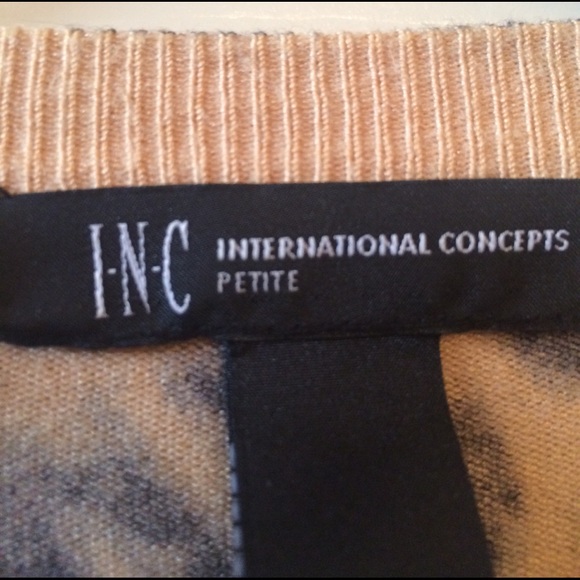 I-N-C INTERNATIONAL CONCEPTS
PETITE